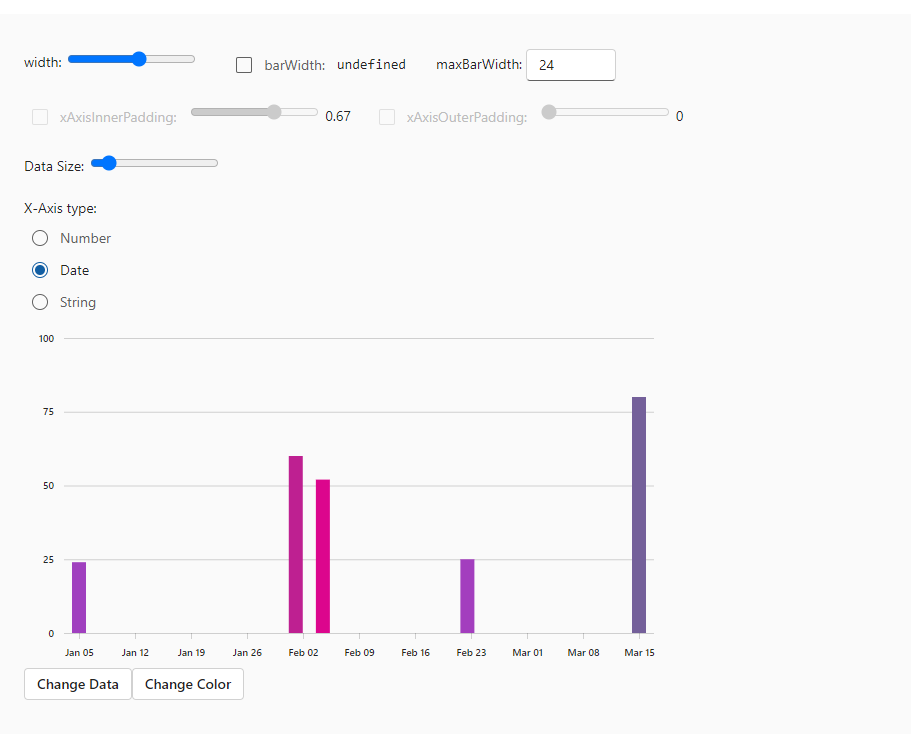 width: barWidth: undefined maxBarWidth: 24
xAxisInnerPadding: 0.67 xAxisOuterPadding: 0
Data Size:
X-Axis type:
Number
Date
String
100
75
50
25
0
Jan 05 Jan 12 Jan 19 Jan 26 Feb 02 Feb 09 Feb 16 Feb 23 Mar 01 Mar 08 Mar 15
Change Data Change Color